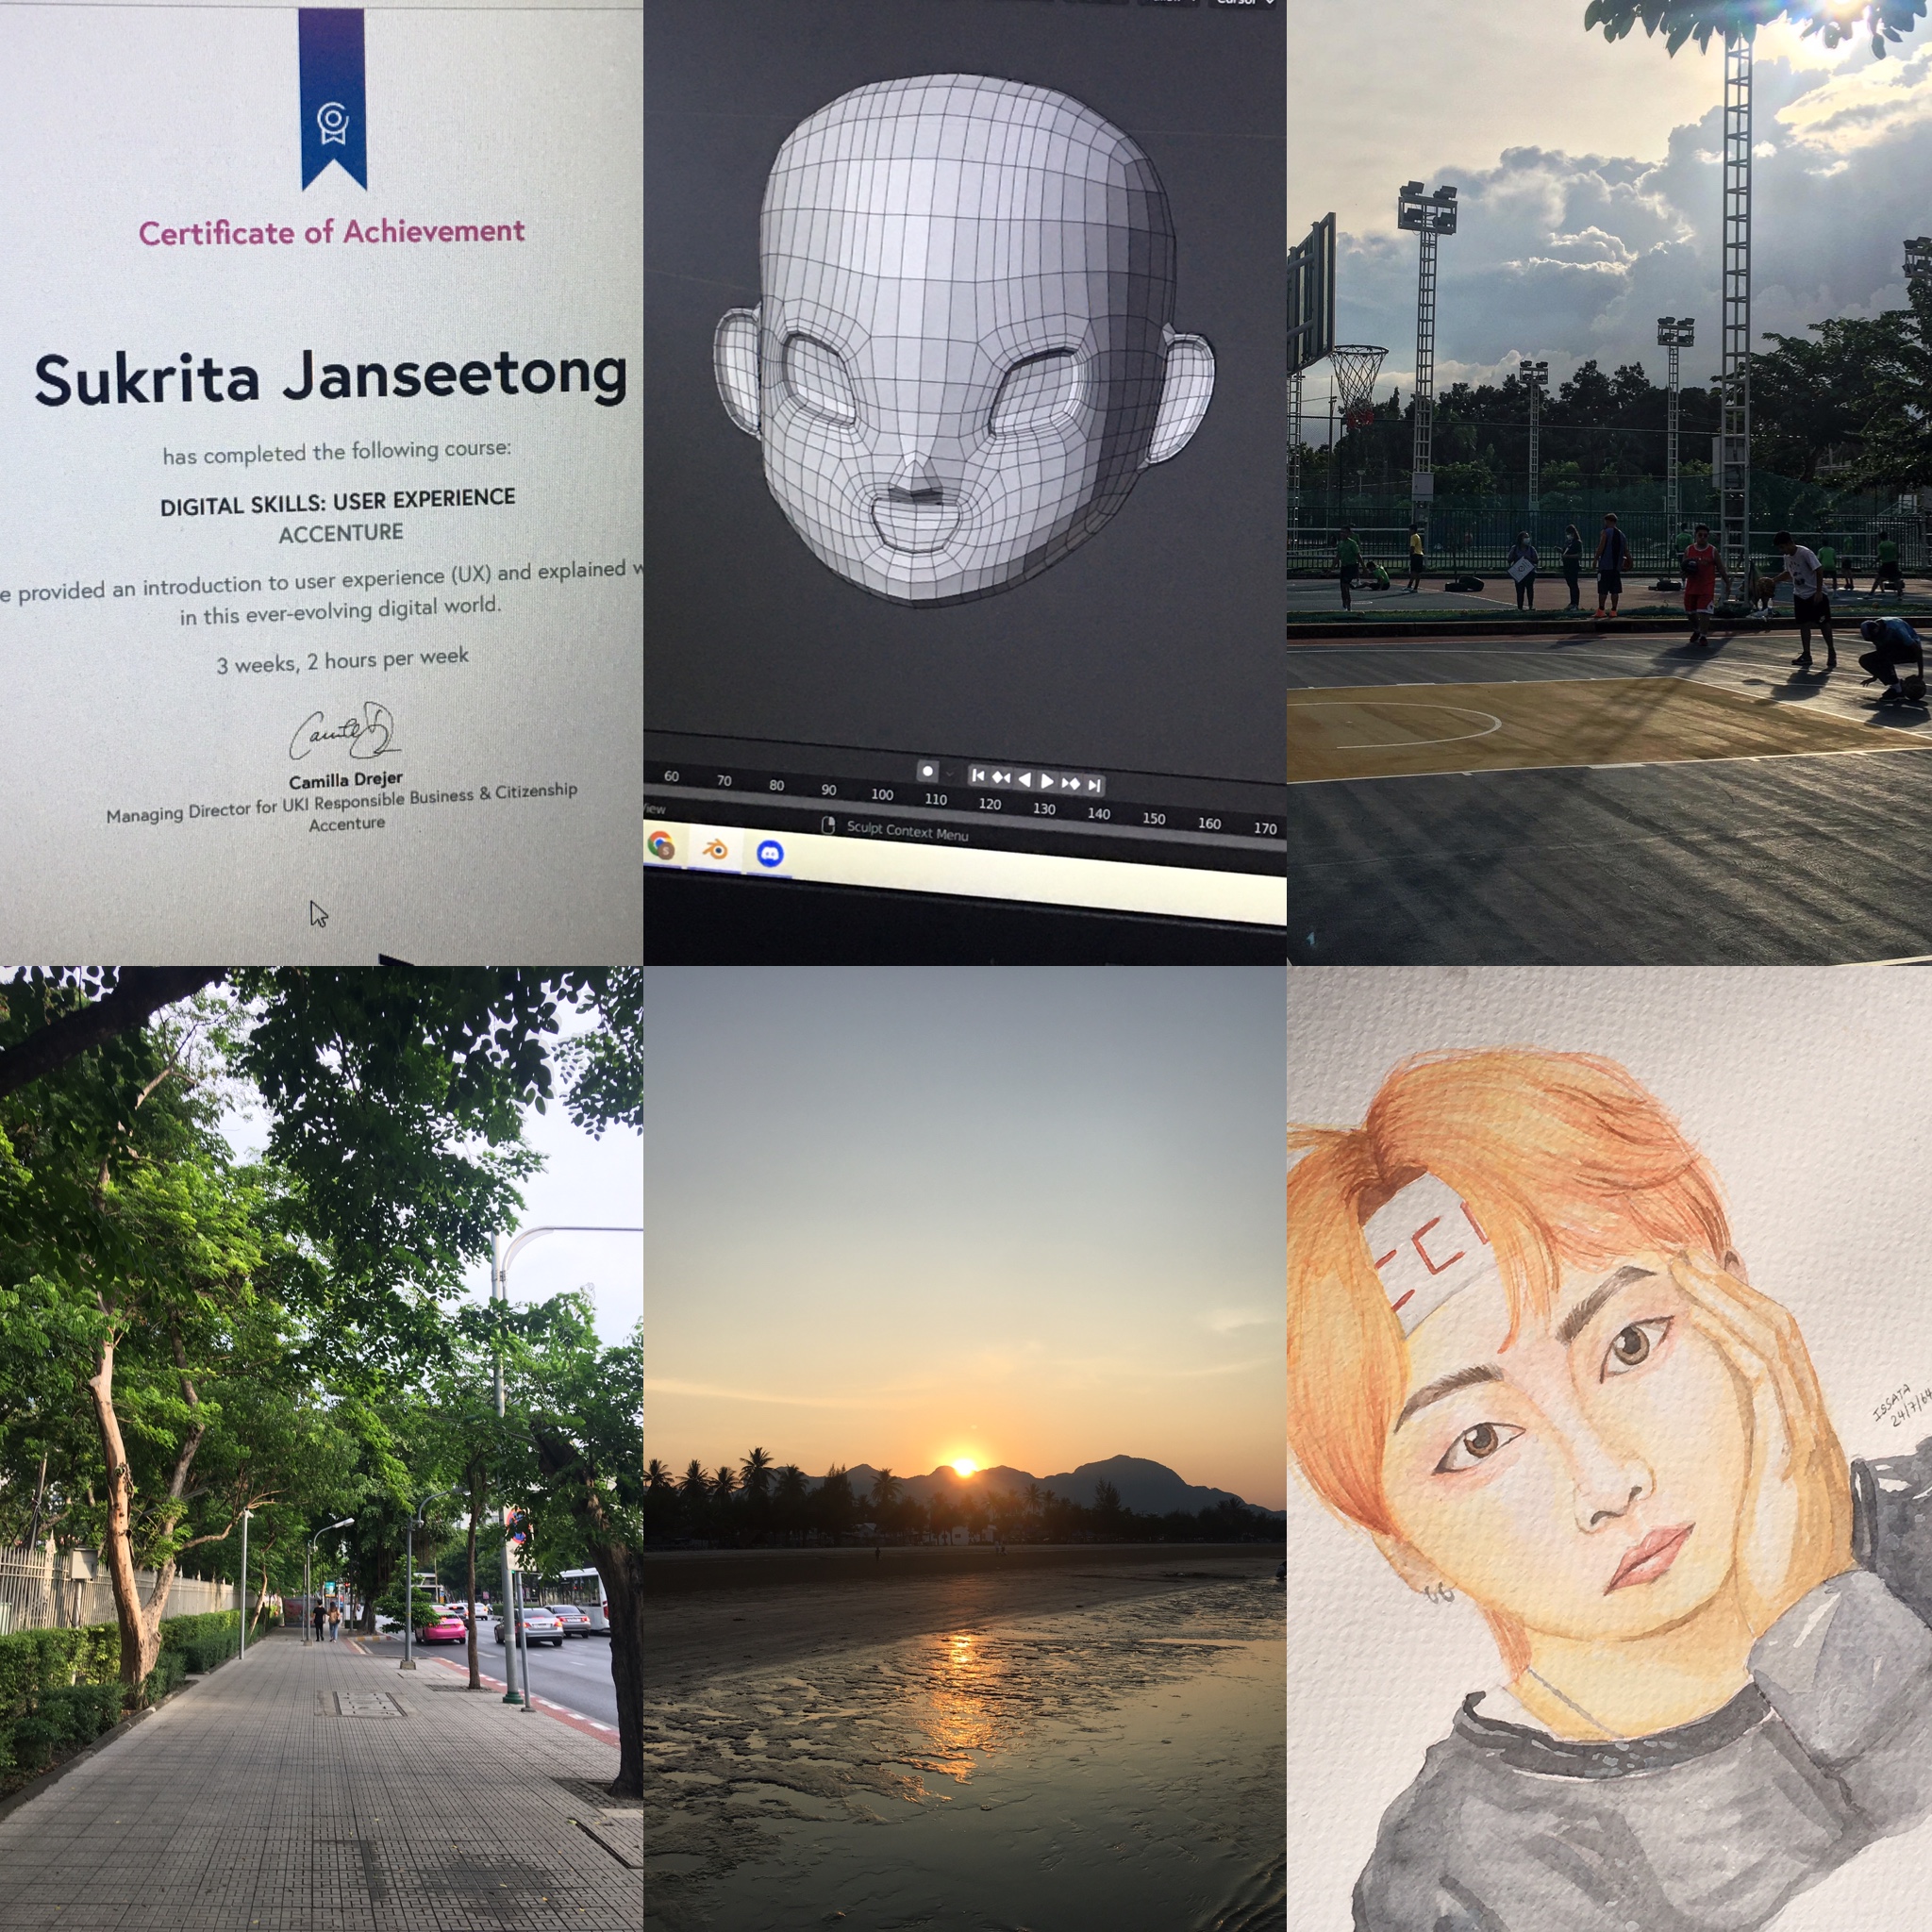 Certificate of Achievement
Sukrita Janseetong
has completed the following course:
DIGITAL SKILLS: USER EXPERIENCE
ACCENTURE
e provided an introduction to user experience (UX) and explained w
in this ever-evolving digital world.
3 weeks, 2 hours per week
Camilla Drejer
Managing Director for UKI Responsible Business & Citizenship
Accenture
Cursor
60 70 80 90 100 110 120 130 140 150 160 170
iew
Sculpt Context Menu
S
ECI
ISSATA
24/7/64